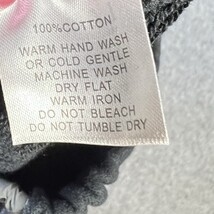 100%COTTON
WARM HAND WASH
OR COLD GENTLE
MACHINE WASH
DRY FLAT
WARM IRON
DO NOT BLEACH
DO NOT TUMBLE DRY